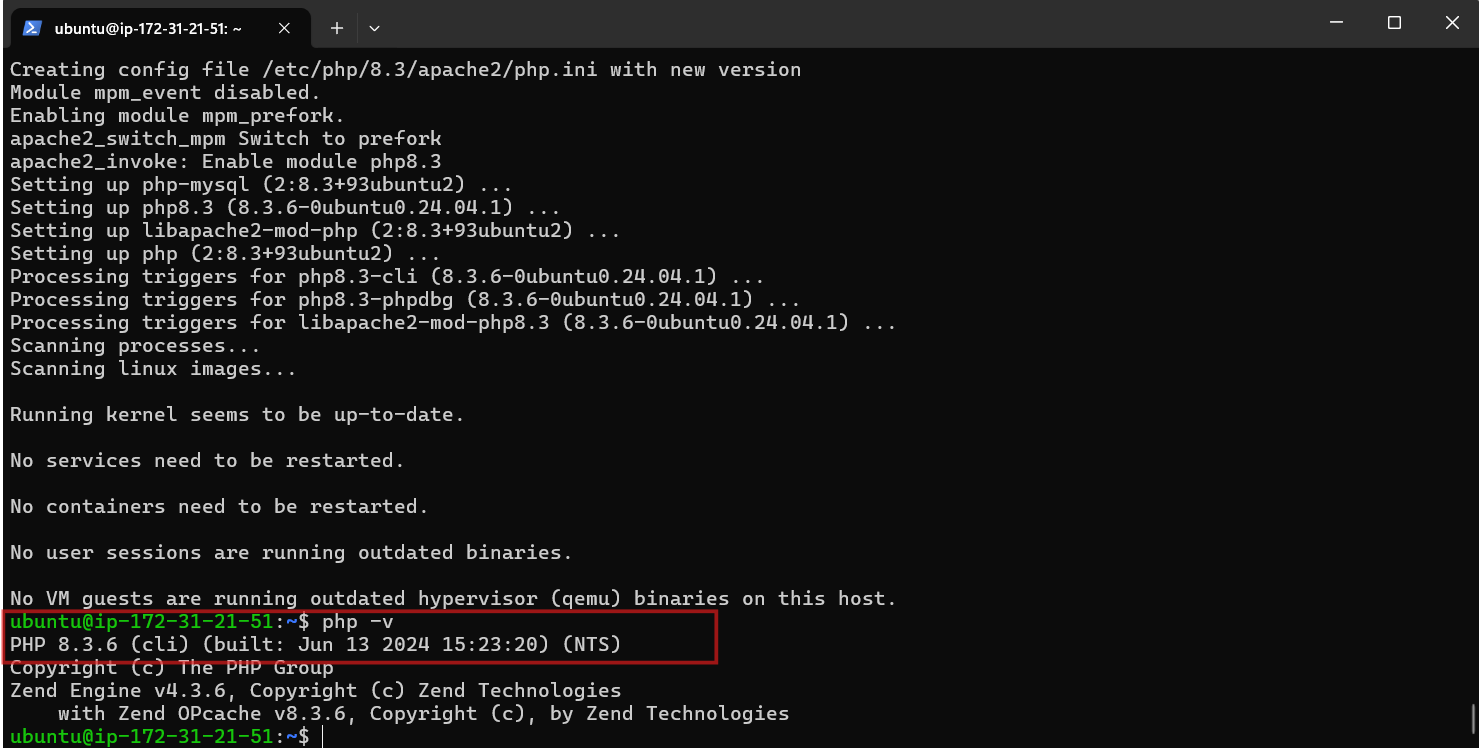 ubuntu@ip-172-31-21-51: ~
Creating config file /etc/php/8.3/apache2/php.ini with new version
Module mpm_event disabled.
Enabling module mpm_prefork.
apache2_switch_mpm Switch to prefork
apache2_invoke: Enable module php8.3
Setting up php-mysql (2:8.3+93ubuntu2) ...
Setting up php8.3 (8.3.6-0ubuntu0.24.04.1) ...
Setting up libapache2-mod-php (2:8.3+93ubuntu2) ...
Setting up php (2:8.3+93ubuntu2) ...
Processing triggers for php8.3-cli (8.3.6-0ubuntu0.24.04.1) ...
Processing triggers for php8.3-phpdbg (8.3.6-0ubuntu0.24.04.1) ...
Processing triggers for libapache2-mod-php8.3 (8.3.6-0ubuntu0.24.04.1) ...
Scanning processes...
Scanning linux images...
Running kernel seems to be up-to-date.
No services need to be restarted.
No containers need to be restarted.
No user sessions are running outdated binaries.
No VM guests are running outdated hypervisor (qemu) binaries on this host.
ubuntu@ip-172-31-21-51:~$ php -v
PHP 8.3.6 (cli) (built: Jun 13 2024 15:23:20) (NTS)
Copyright (c) The PHP Group
Zend Engine v4.3.6, Copyright (c) Zend Technologies
    with Zend OPcache v8.3.6, Copyright (c), by Zend Technologies
ubuntu@ip-172-31-21-51:~$